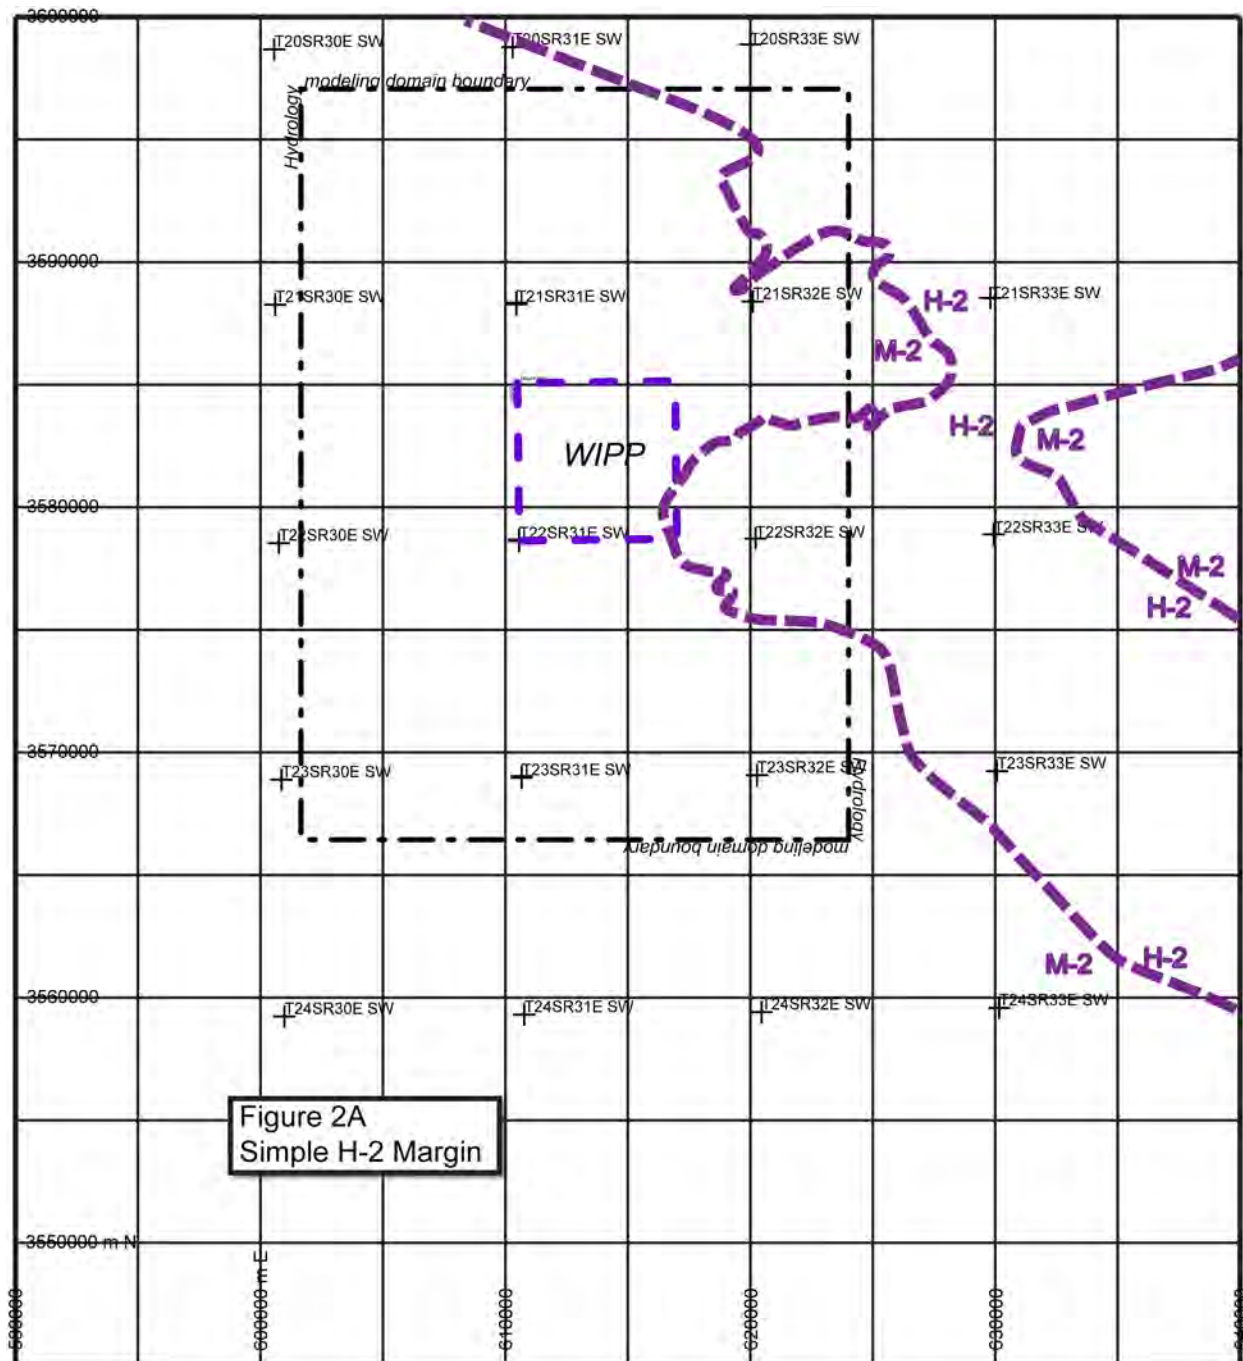 3600000
T20SR30E SW
T20SR31E SW
T20SR33E SW
modeling domain boundary
Hydrology
3590000
T21SR30E SW
T21SR31E SW
T21SR32E SW
H-2
T21SR33E SW
M-2
H-2
M-2
WIPP
3580000
T22SR30E SW
T22SR31E SW
T22SR32E SW
T22SR33E SW
M-2
H-2
3570000
T23SR30E SW
T23SR31E SW
T23SR32E SW
T23SR33E SW
Hydrology
modeling domain boundary
M-2
H-2
3560000
T24SR30E SW
T24SR31E SW
T24SR32E SW
T24SR33E SW
Figure 2A
Simple H-2 Margin
3550000 m N
600000 m E
610000
620000
630000